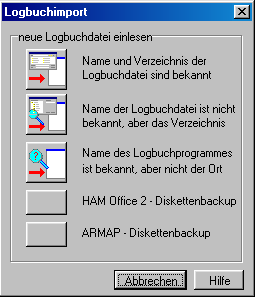 Logbuchimport
neue Logbuchdatei einlesen
Name und Verzeichnis der
Logbuchdatei sind bekannt
Name der Logbuchdatei ist nicht
bekannt, aber das Verzeichnis
Name des Logbuchprogrammes
ist bekannt, aber nicht der Ort
HAM Office 2 - Diskettenbackup
ARMAP - Diskettenbackup
Abbrechen
Hilfe